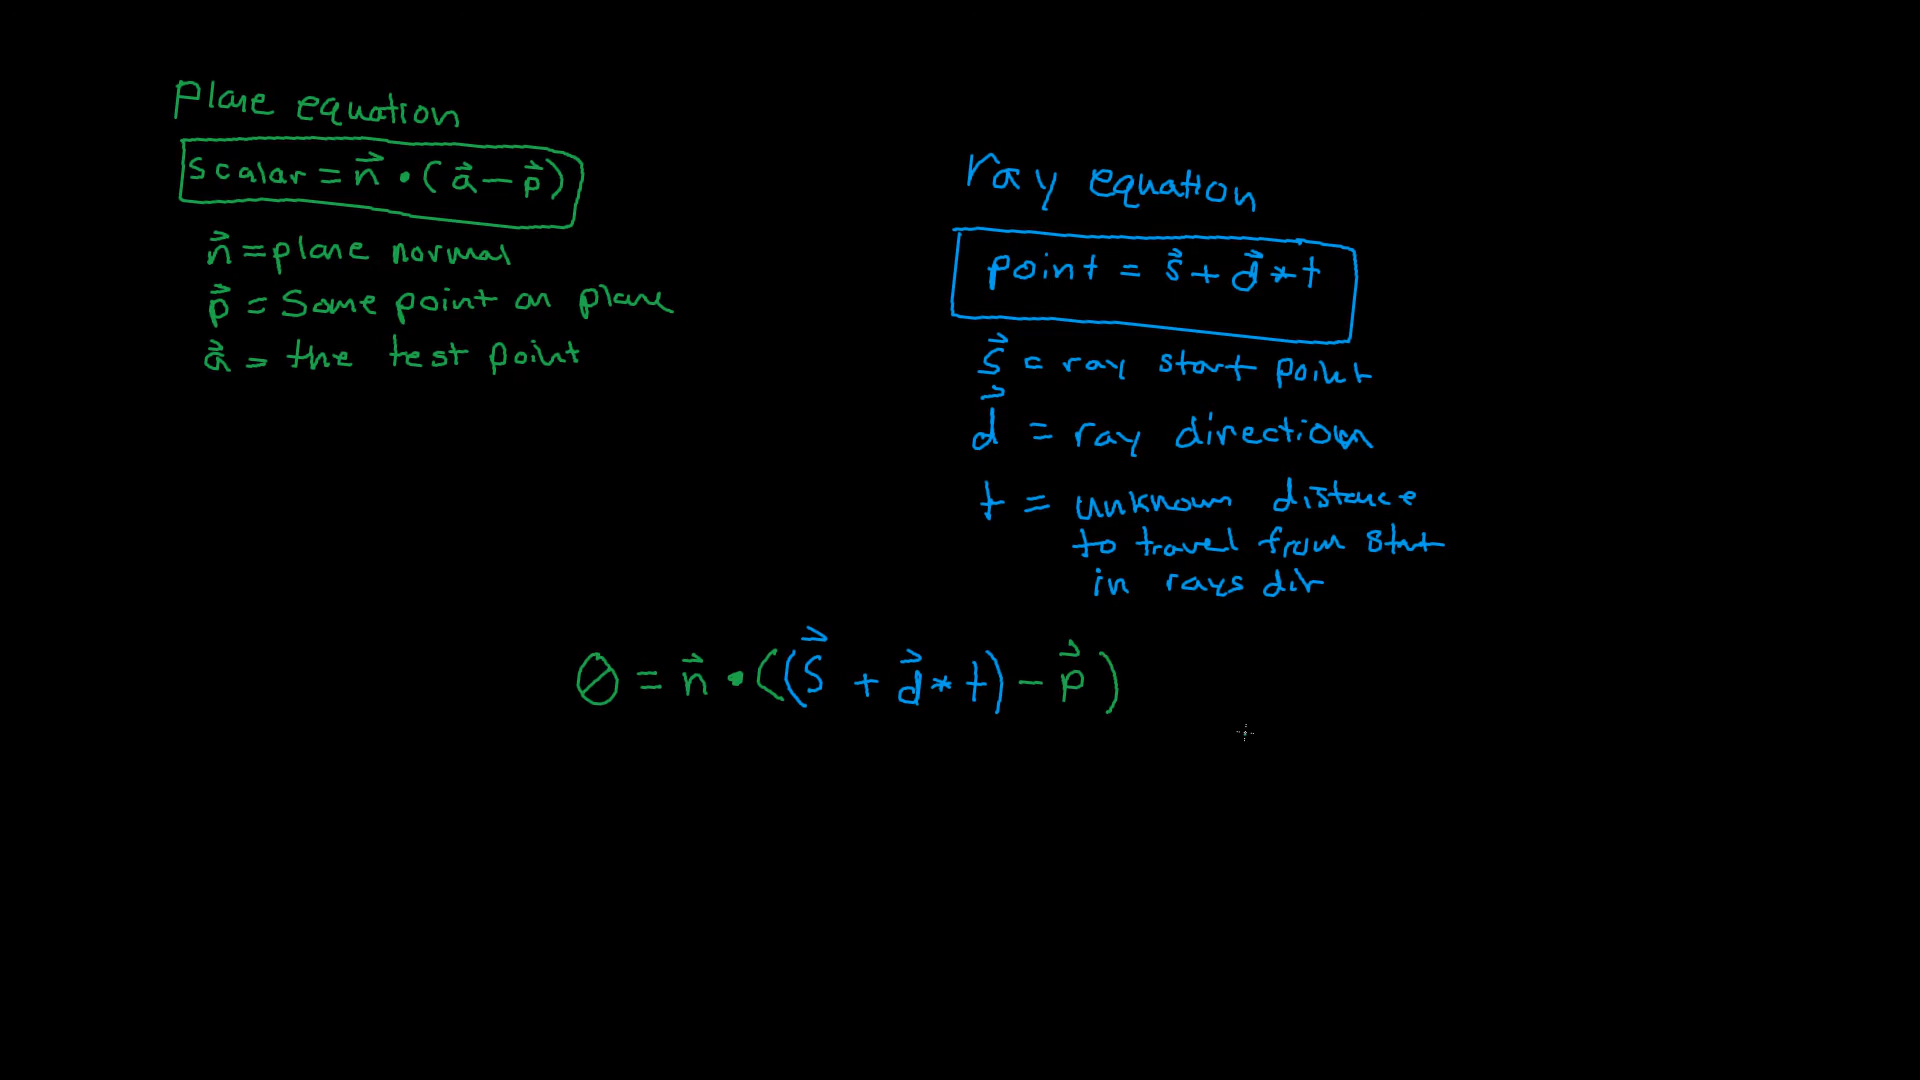 Plane equation
scalar = n⃗ • (a⃗ − p⃗)
n⃗ = plane normal
p⃗ = Some point on plane
a⃗ = the test point
ray equation
point = s⃗ + d⃗ * t
s⃗ = ray start point
d⃗ = ray direction
t = unknown distance
to travel from start
in rays dir
0 = n⃗ • ((s⃗ + d⃗ * t) − p⃗)